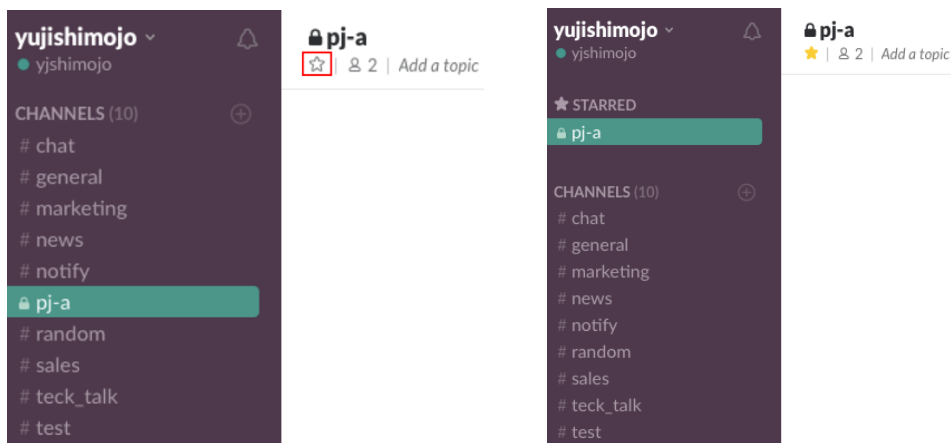 yujishimojo
yjshimojo
CHANNELS (10)
# chat
# general
# marketing
# news
# notify
pj-a
# random
# sales
# teck_talk
# test
pj-a
| 2 | Add a topic
yujishimojo
yjshimojo
STARRED
pj-a
CHANNELS (10)
# chat
# general
# marketing
# news
# notify
# random
# sales
# teck_talk
# test
pj-a
| 2 | Add a topic